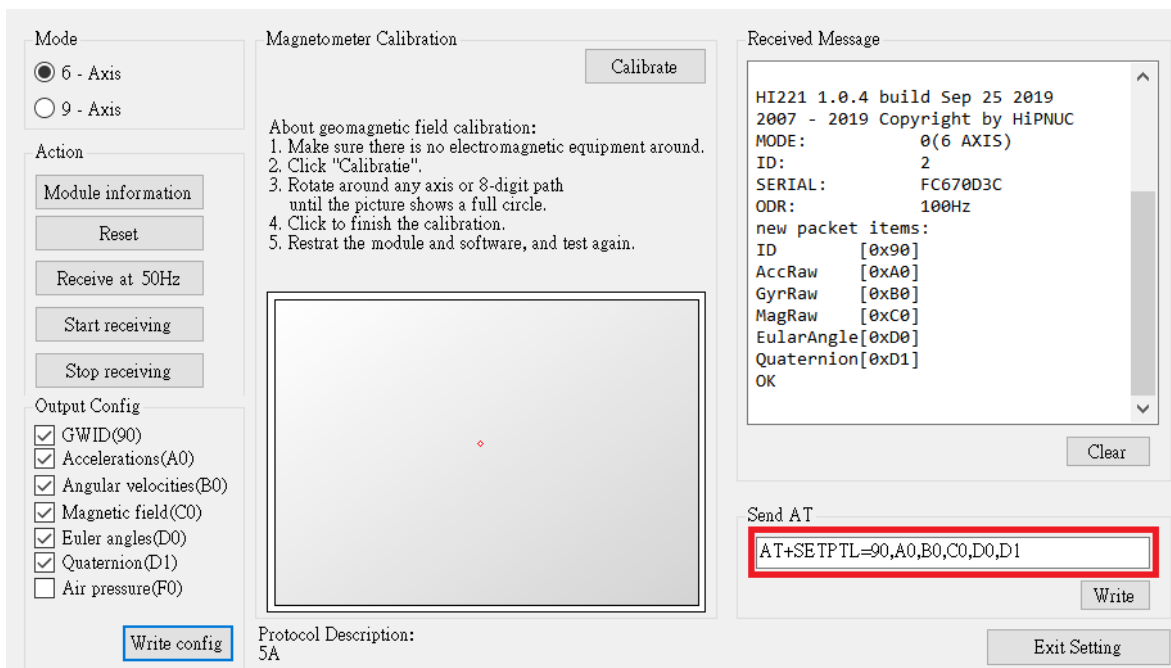 Mode
6 - Axis
9 - Axis
Action
Module information
Reset
Receive at 50Hz
Start receiving
Stop receiving
Output Config
GWID(90)
Accelerations(A0)
Angular velocities(B0)
Magnetic field(C0)
Euler angles(D0)
Quaternion(D1)
Air pressure(F0)
Write config
Magnetometer Calibration
Calibrate
About geomagnetic field calibration:
1. Make sure there is no electromagnetic equipment around.
2. Click "Calibratie".
3. Rotate around any axis or 8-digit path
until the picture shows a full circle.
4. Click to finish the calibration.
5. Restrat the module and software, and test again.
Protocol Description:
5A
Received Message
HI221 1.0.4 build Sep 25 2019
2007 - 2019 Copyright by HiPNUC
MODE: 0(6 AXIS)
ID: 2
SERIAL: FC670D3C
ODR: 100Hz
new packet items:
ID [0x90]
AccRaw [0xA0]
GyrRaw [0xB0]
MagRaw [0xC0]
EularAngle[0xD0]
Quaternion[0xD1]
OK
Clear
Send AT
AT+SETPTL=90,A0,B0,C0,D0,D1
Write
Exit Setting